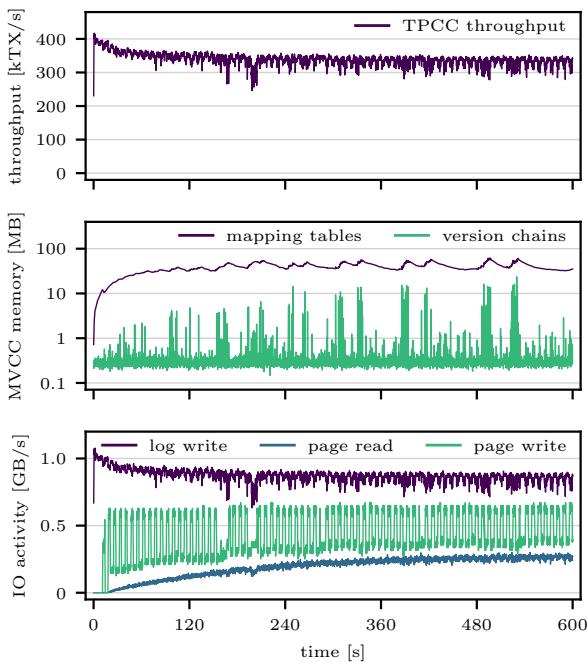 TPCC throughput
throughput [kTX/s]
400
300
200
100
0
mapping tables version chains
MVCC memory [MB]
100
10
1
0.1
log write page read page write
IO activity [GB/s]
1.0
0.5
0
0 120 240 360 480 600
time [s]